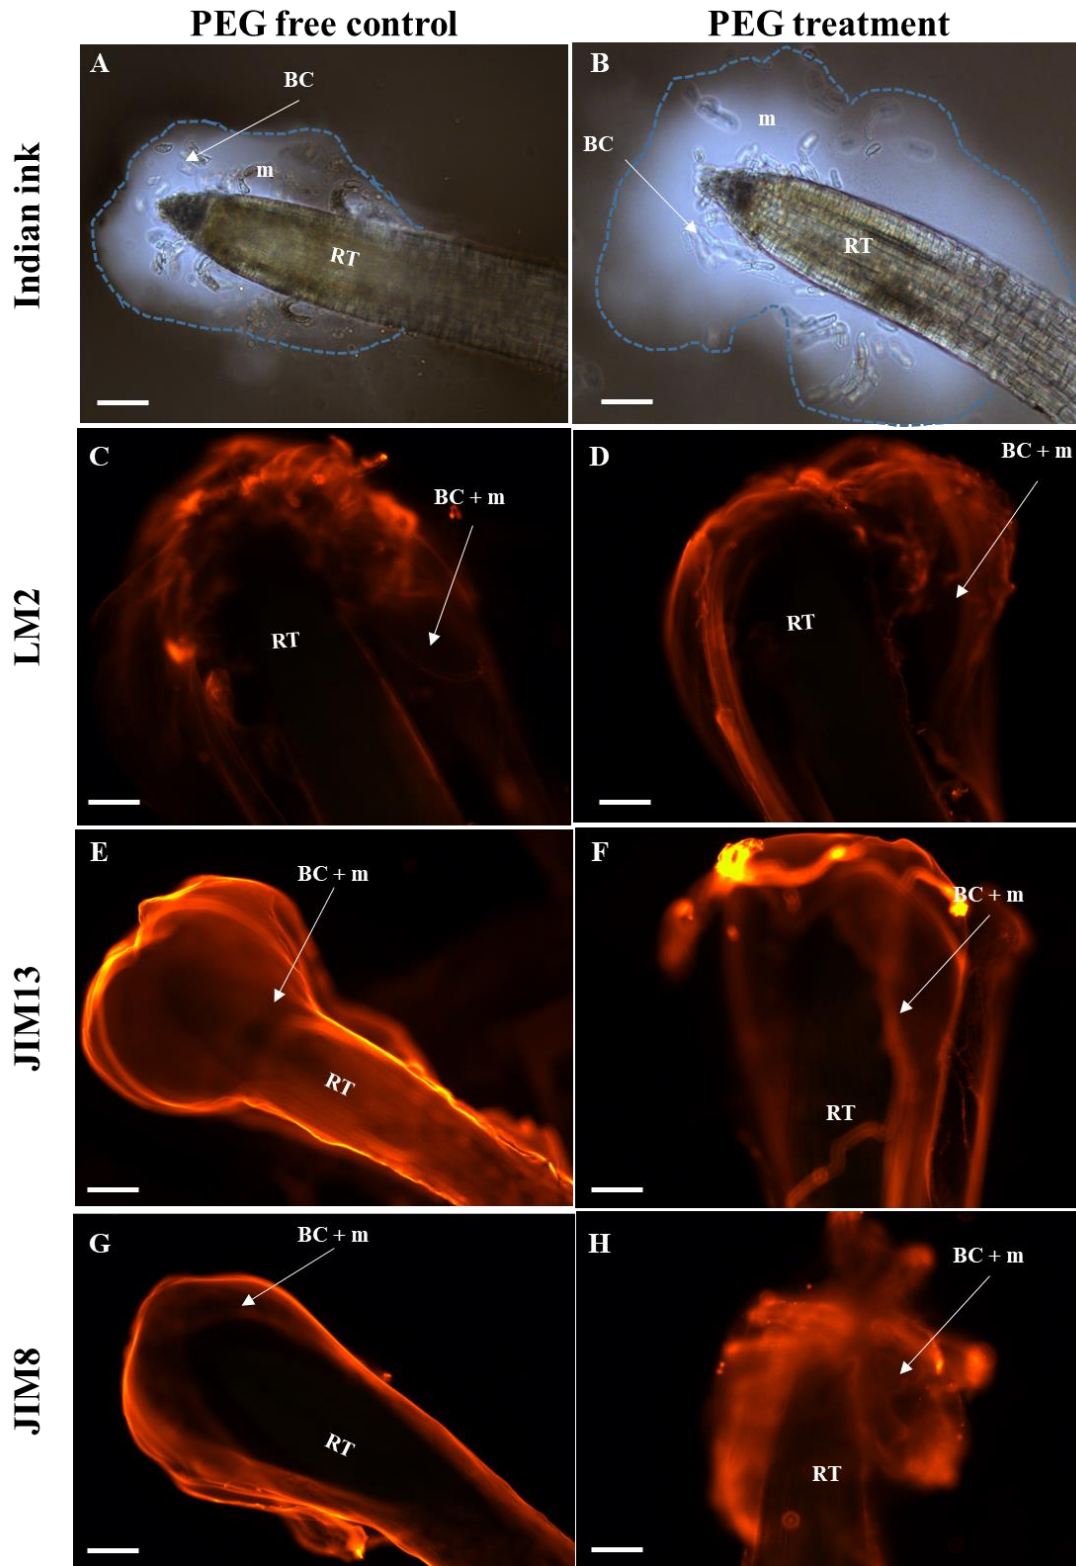 PEG free control
PEG treatment
Indian ink
A
BC
m
RT
B
m
BC
RT
LM2
C
BC + m
RT
D
BC + m
RT
JIM13
E
BC + m
RT
F
BC + m
RT
JIM8
G
BC + m
RT
H
BC + m
RT